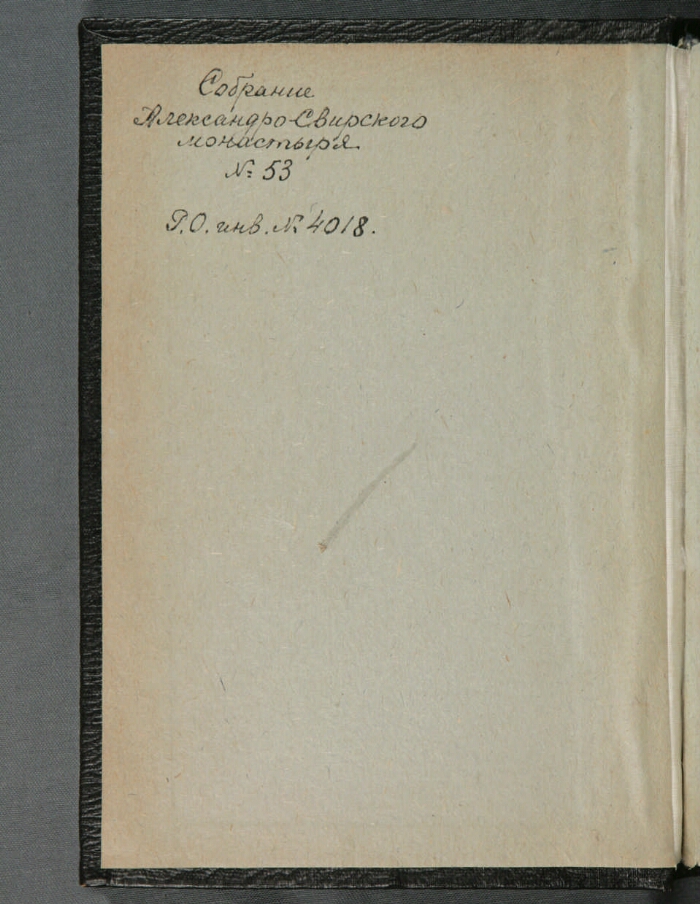 Собрание
Александро-Свирского
монастыря
№ 53
Р.О. инв. № 4018.